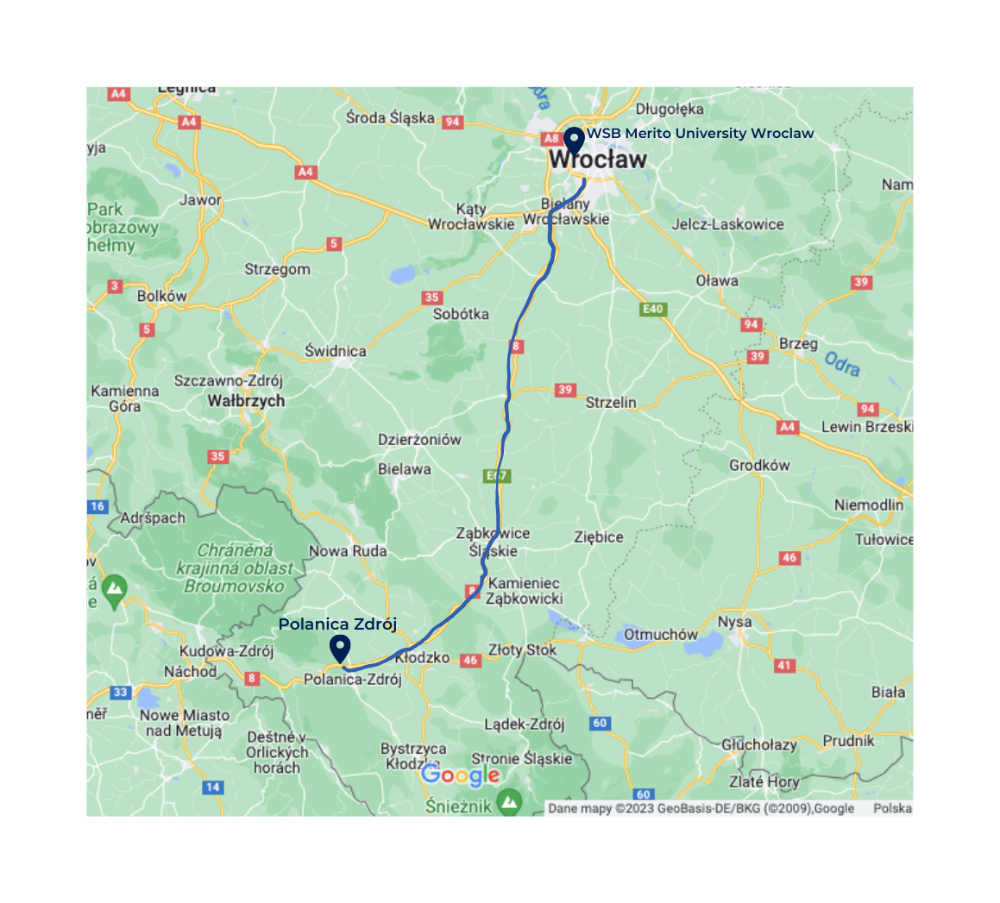 Legnica
A4
A4
Środa Śląska
94
Odra
Długołęka
A8
WSB Merito University Wroclaw
Wrocław
yja
A4
Park
obrazowy
hełmy
Jawor
Kąty
Wrocławskie
Bielany
Wrocławskie
Nam
Jelcz-Laskowice
5
Strzegom
3
Bolków
35
Sobótka
Oława
39
E40
5
94
Brzeg
39
Odra
Świdnica
8
Szczawno-Zdrój
Wałbrzych
Kamienna
Góra
39
Strzelin
94
A4
Lewin Brzeski
Dzierżoniów
35
Bielawa
E67
Grodków
16
Adršpach
Niemodlin
Ząbkowice
Śląskie
Ziębice
Tułowice
Chráněná
krajinná oblast
Broumovsko
Nowa Ruda
46
ov
á
e
8
Kamieniec
Ząbkowicki
Polanica Zdrój
Nysa
Otmuchów
Kudowa-Zdrój
Náchod
8
Polanica-Zdrój
Kłodzko
46
Złoty Stok
41
33
Biała
měř
Nowe Miasto
nad Metują
Deštné v
Orlických
horách
Lądek-Zdrój
60
Bystrzyca
Kłodzka
Stronie Śląskie
Głuchołazy
Prudnik
Google
14
Zlaté Hory
60
Śnieżnik
Dane mapy ©2023 GeoBasis-DE/BKG (©2009),Google
Polska